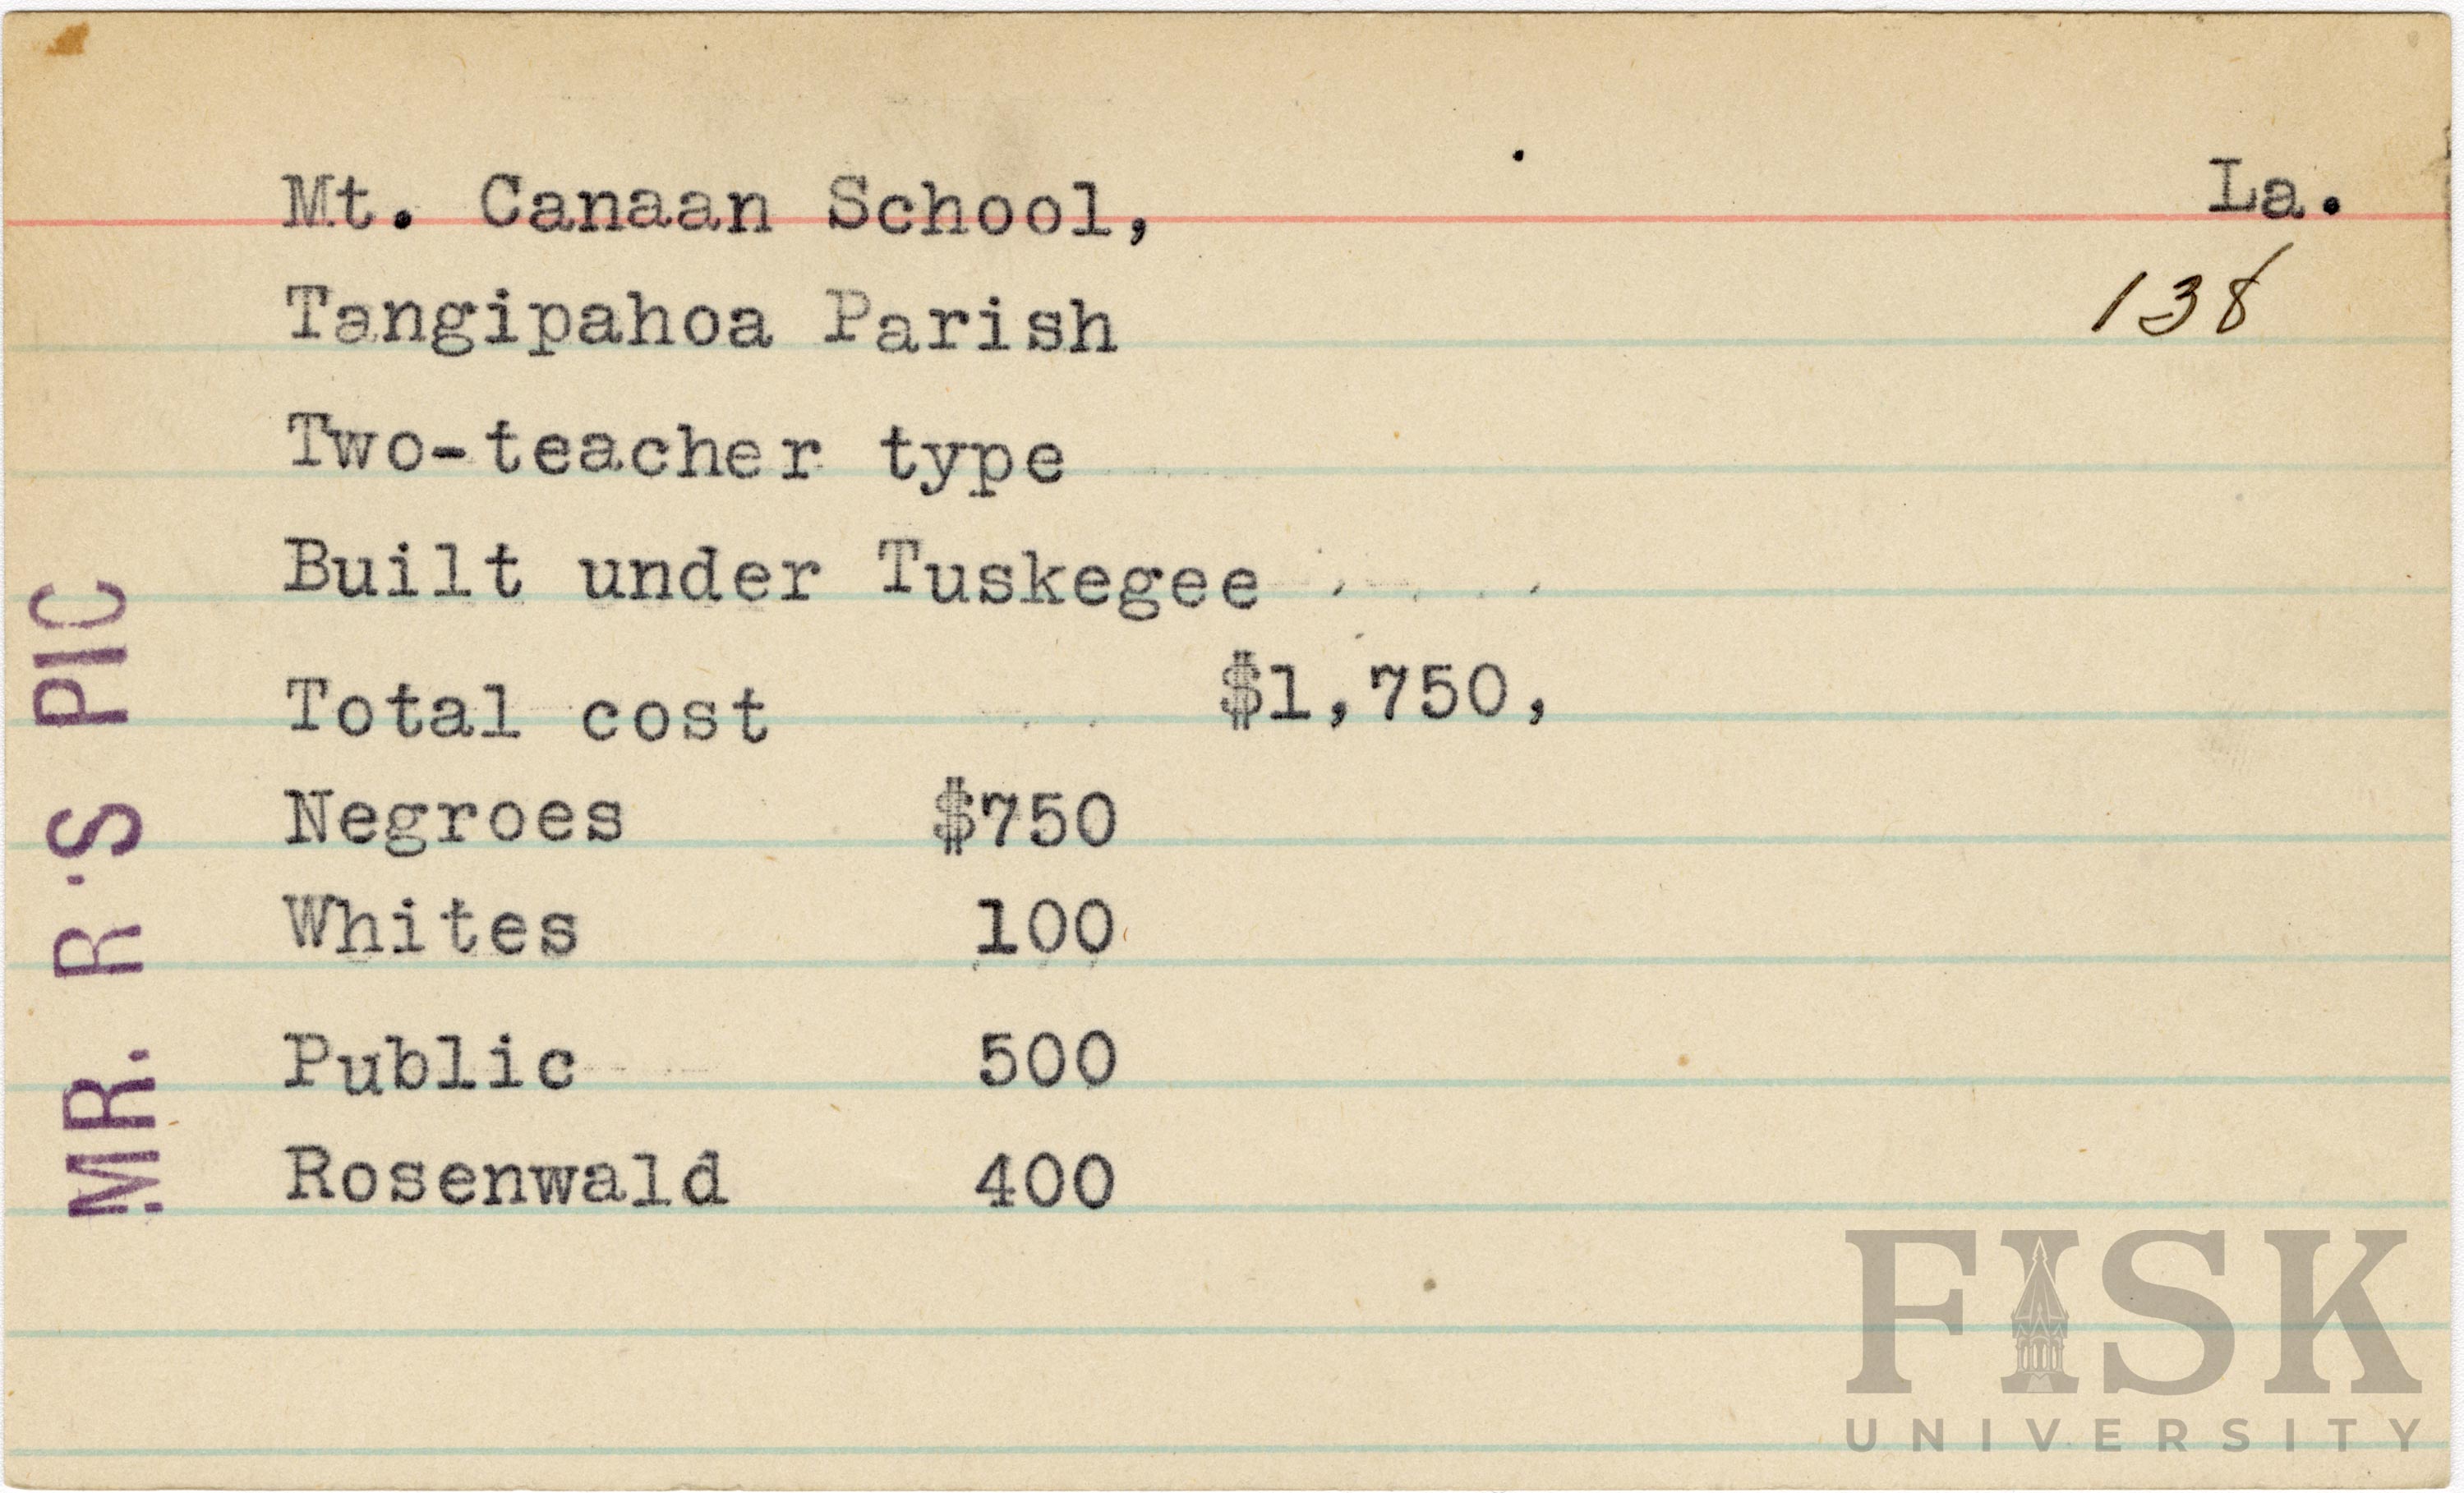 Mt. Canaan School, La.
Tangipahoa Parish 138
Two-teacher type
Built under Tuskegee
Total cost $1,750,
Negroes $750
Whites 100
Public 500
Rosenwald 400
MR. R'S PIC
FISK
UNIVERSITY